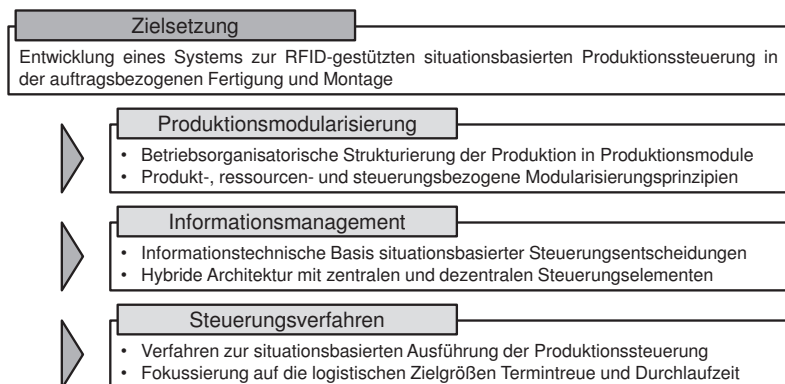 Zielsetzung
Entwicklung eines Systems zur RFID-gestützten situationsbasierten Produktionssteuerung in
der auftragsbezogenen Fertigung und Montage
Produktionsmodularisierung
• Betriebsorganisatorische Strukturierung der Produktion in Produktionsmodule
• Produkt-, ressourcen- und steuerungsbezogene Modularisierungsprinzipien
Informationsmanagement
• Informationstechnische Basis situationsbasierter Steuerungsentscheidungen
• Hybride Architektur mit zentralen und dezentralen Steuerungselementen
Steuerungsverfahren
• Verfahren zur situationsbasierten Ausführung der Produktionssteuerung
• Fokussierung auf die logistischen Zielgrößen Termintreue und Durchlaufzeit